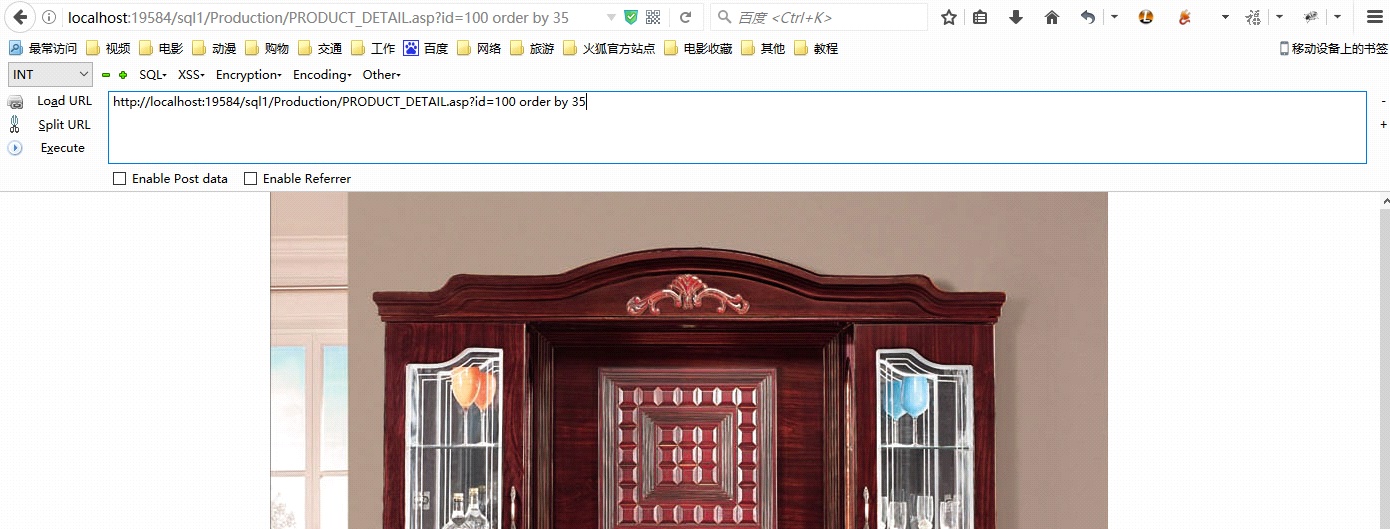 localhost:19584/sql1/Production/PRODUCT_DETAIL.asp?id=100 order by 35 百度 <Ctrl+K>
最常访问 视频 电影 动漫 购物 交通 工作 百度 网络 旅游 火狐官方站点 电影收藏 其他 教程 移动设备上的书签
INT SQL XSS Encryption Encoding Other
Load URL http://localhost:19584/sql1/Production/PRODUCT_DETAIL.asp?id=100 order by 35 -
Split URL +
Execute
Enable Post data Enable Referrer